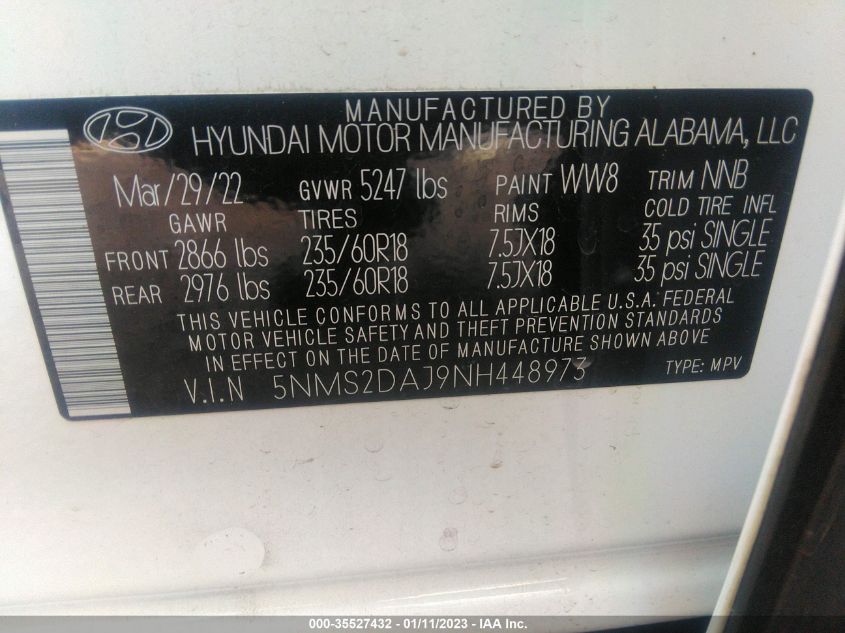 MANUFACTURED BY
HYUNDAI MOTOR MANUFACTURING ALABAMA, LLC
Mar/29/22 GVWR 5247 lbs PAINT WW8 TRIM NNB
GAWR TIRES RIMS COLD TIRE INFL
FRONT 2866 lbs 235/60R18 7.5JX18 35 psi SINGLE
REAR 2976 lbs 235/60R18 7.5JX18 35 psi SINGLE
THIS VEHICLE CONFORMS TO ALL APPLICABLE U.S.A. FEDERAL
MOTOR VEHICLE SAFETY AND THEFT PREVENTION STANDARDS
IN EFFECT ON THE DATE OF MANUFACTURE SHOWN ABOVE.
V.I.N 5NMS2DAJ9NH448973 TYPE: MPV
000-35527432 - 01/11/2023 - IAA Inc.